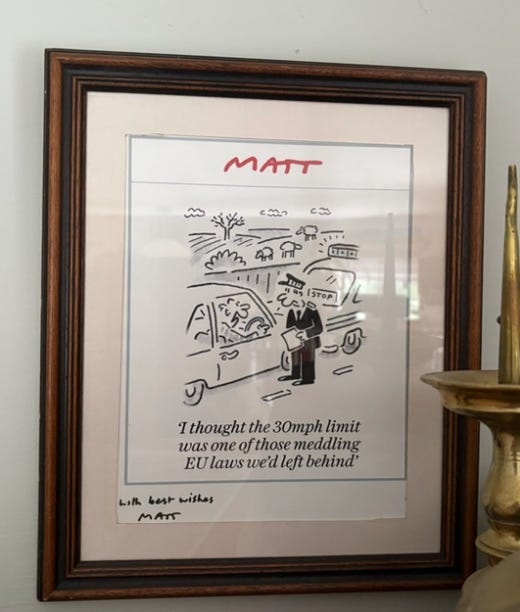 MATT
STOP
'I thought the 30mph limit
was one of those meddling
EU laws we'd left behind'
with best wishes
MATT